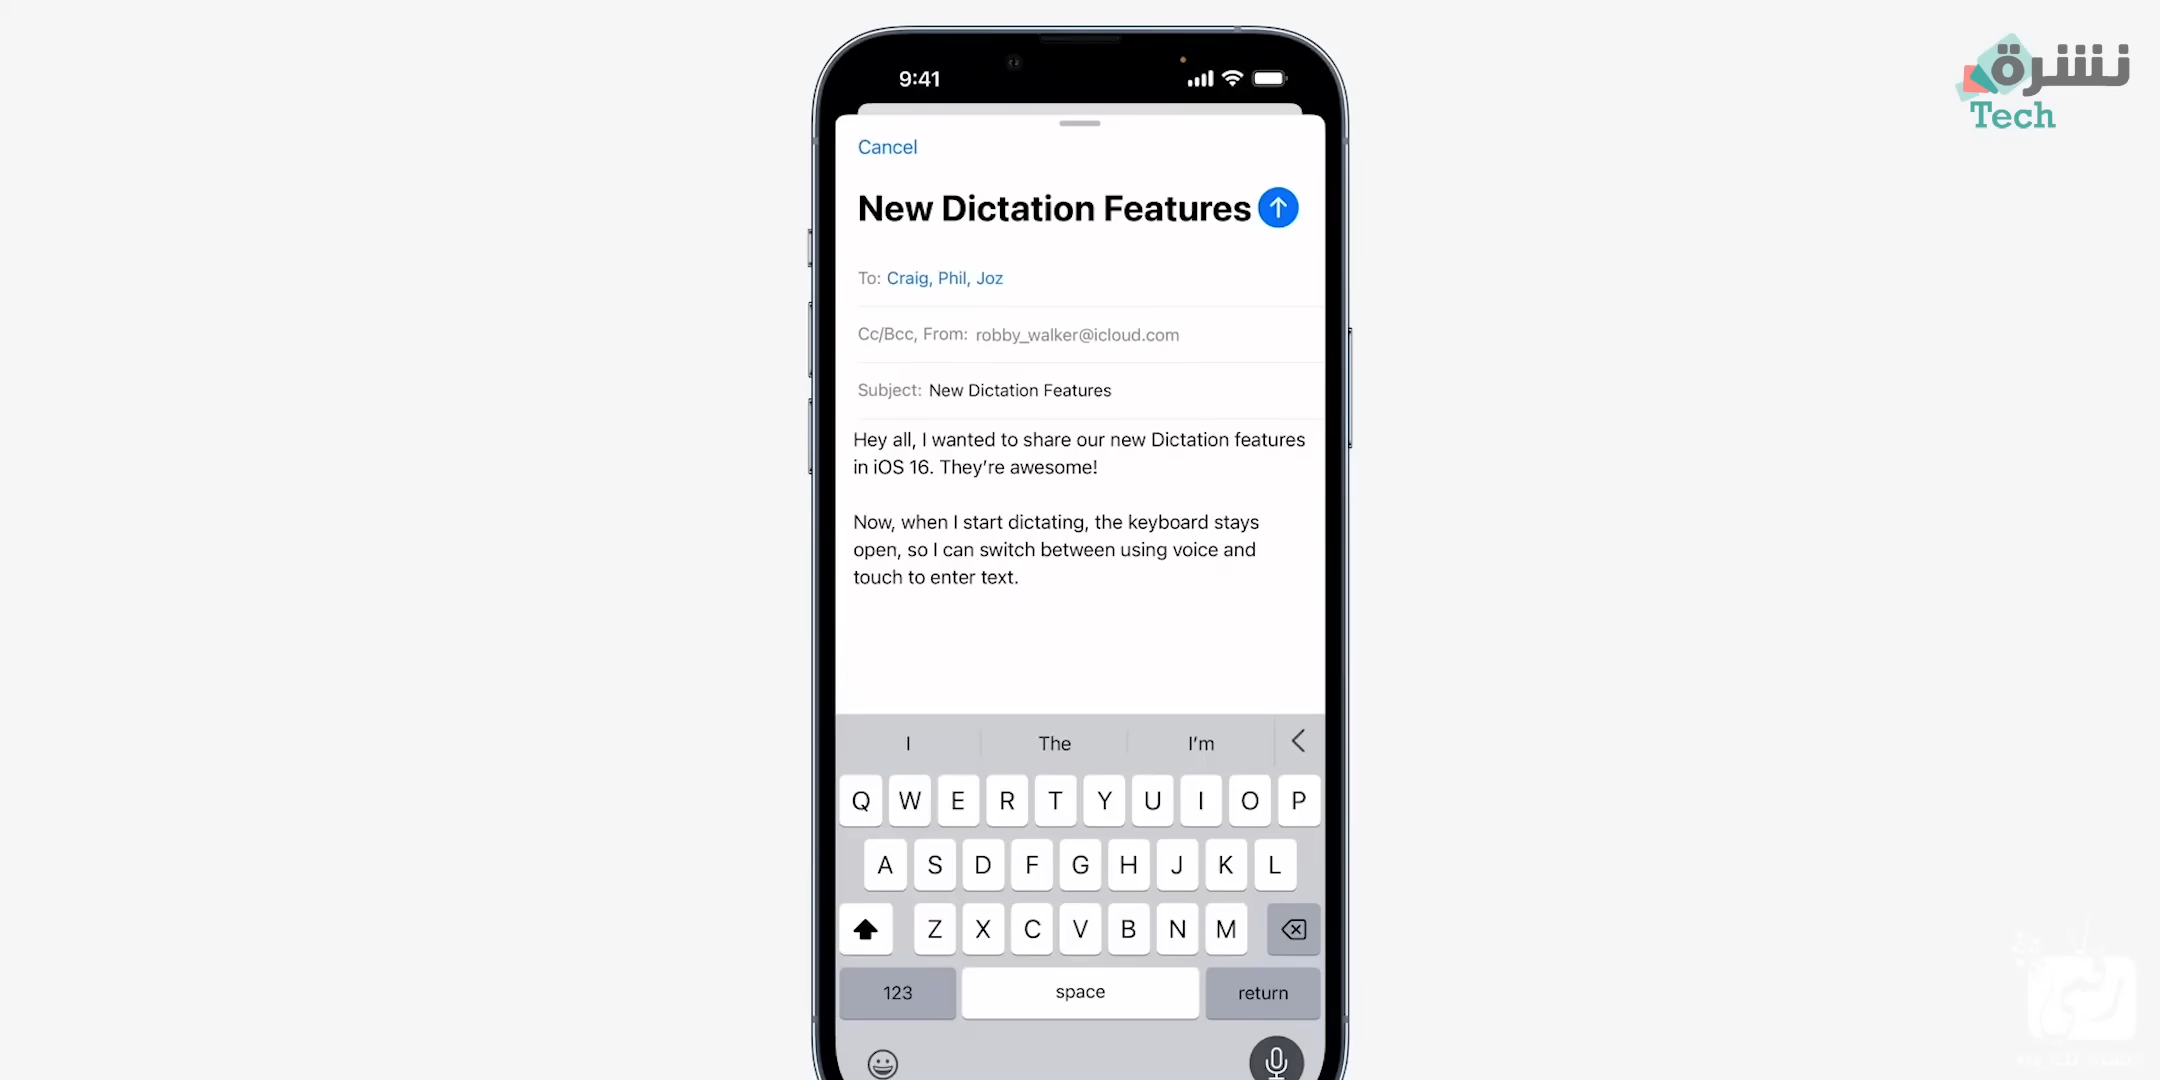 نشرة
Tech
9:41
Cancel
New Dictation Features
To: Craig, Phil, Joz
Cc/Bcc, From: robby_walker@icloud.com
Subject: New Dictation Features
Hey all, I wanted to share our new Dictation features
in iOS 16. They’re awesome!
Now, when I start dictating, the keyboard stays
open, so I can switch between using voice and
touch to enter text.
I The I’m
Q W E R T Y U I O P
A S D F G H J K L
Z X C V B N M
123 space return